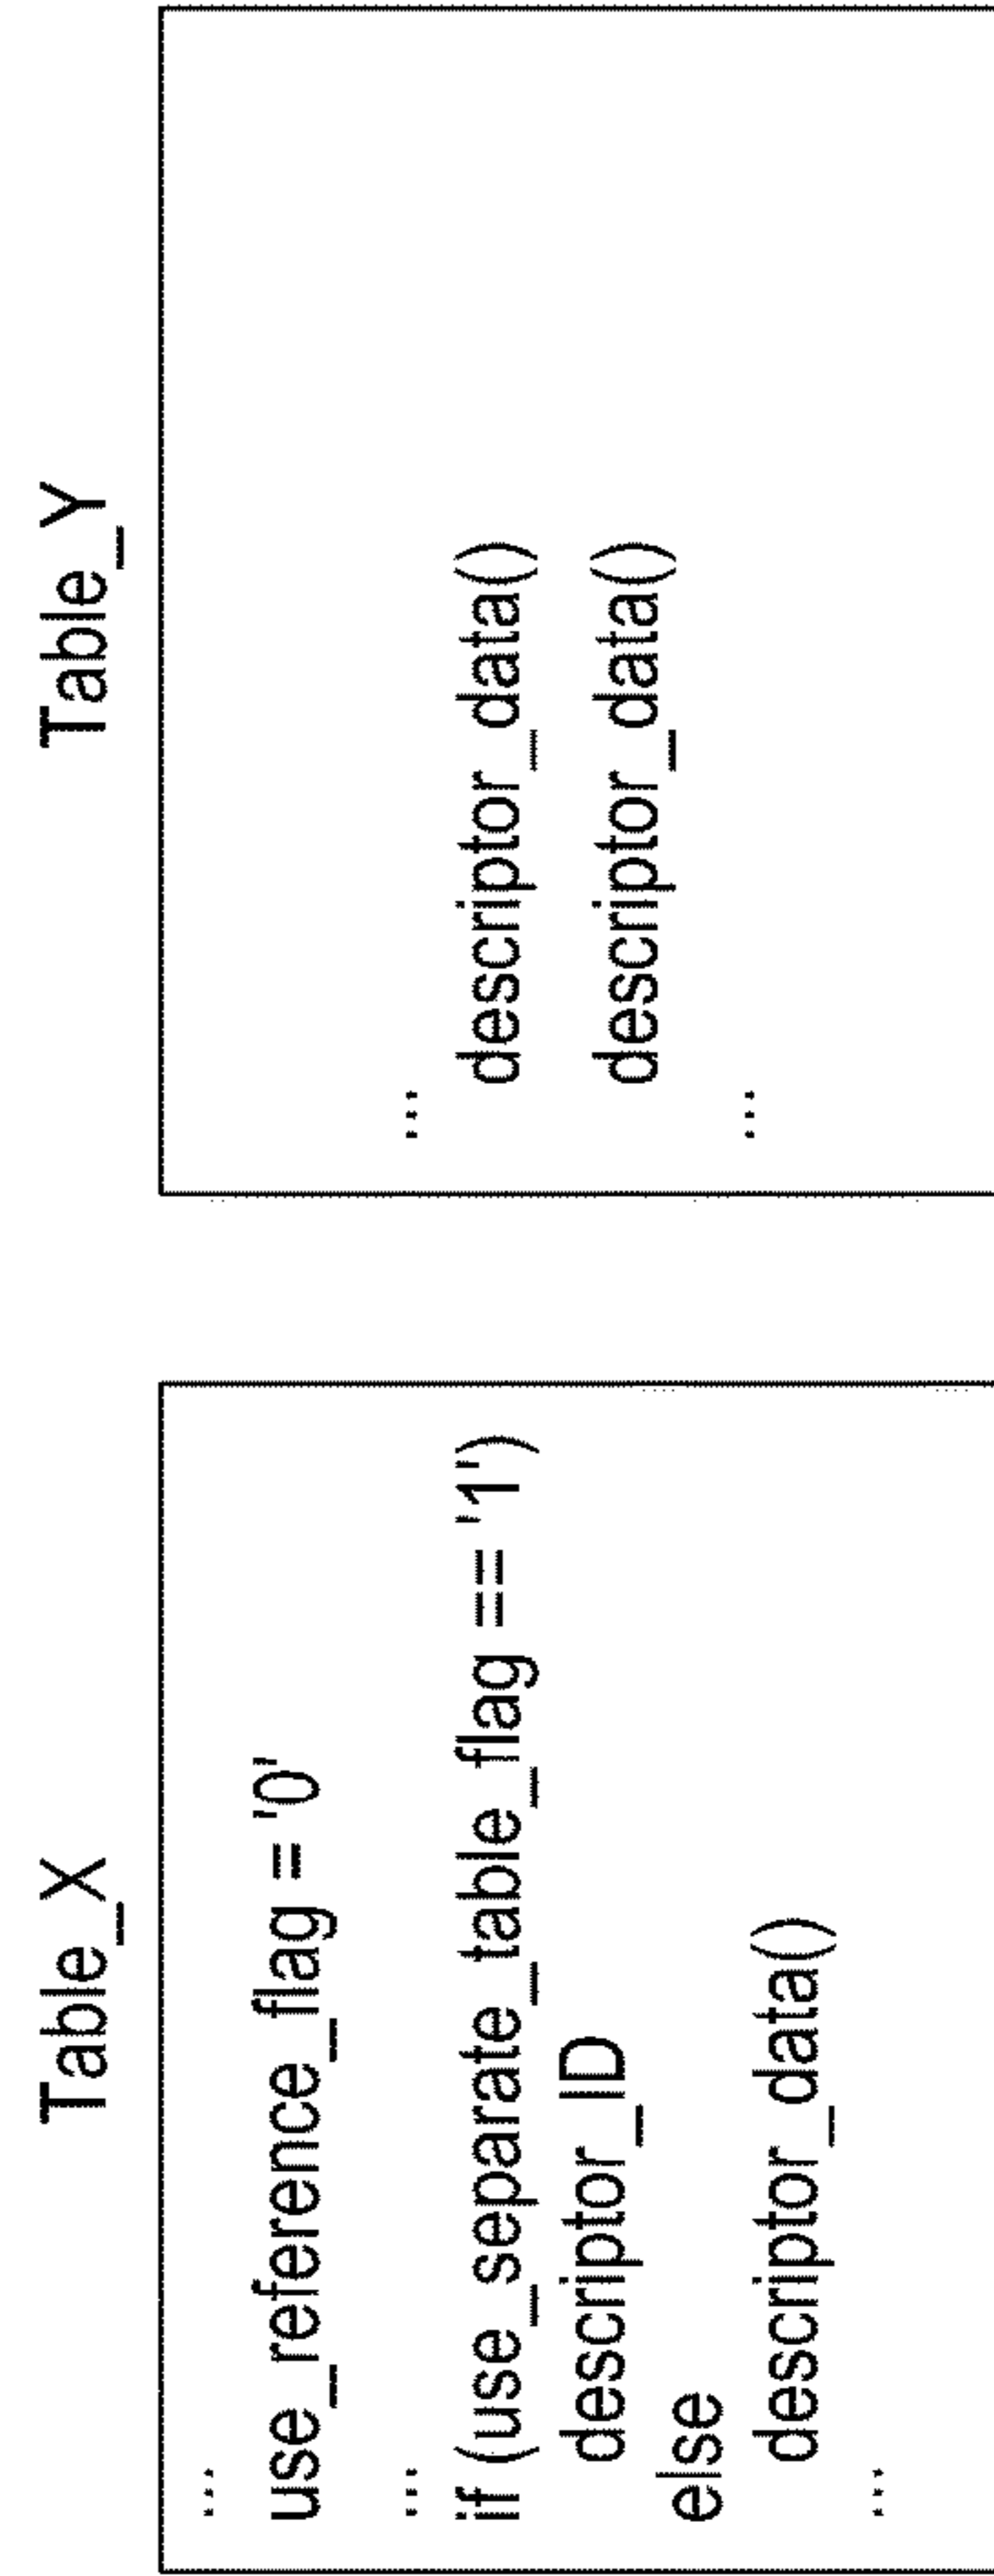 Table_X
...
use_reference_flag = '0'
...
if (use_separate_table_flag == '1')
descriptor_ID
else
descriptor_data()
...
Table_Y
...
descriptor_data()
descriptor_data()
...